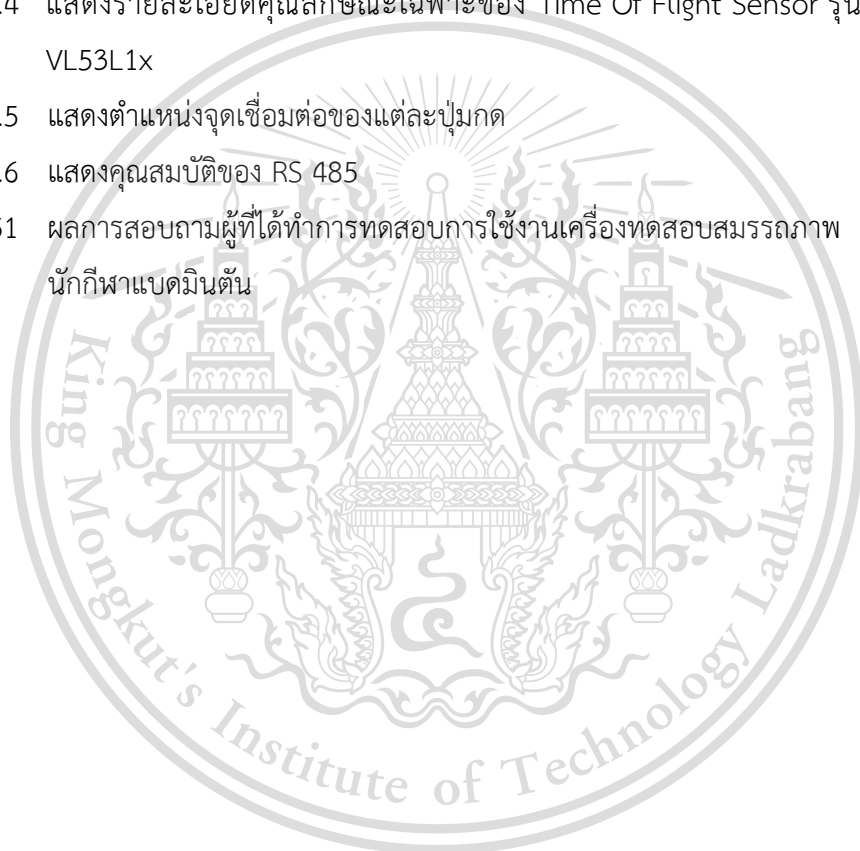 .4 แสดงรายละเอียดคุณลักษณะเฉพาะของ Time Of Flight Sensor รุ่น
VL53L1x
.5 แสดงตำแหน่งจุดเชื่อมต่อของแต่ละปุ่มกด
.6 แสดงคุณสมบัติของ RS 485
51 ผลการสอบถามผู้ที่ได้ทำการทดสอบการใช้งานเครื่องทดสอบสมรรถภาพ
นักกีฬาแบดมินตัน
King Mongkut's Institute of Technology Ladkrabang